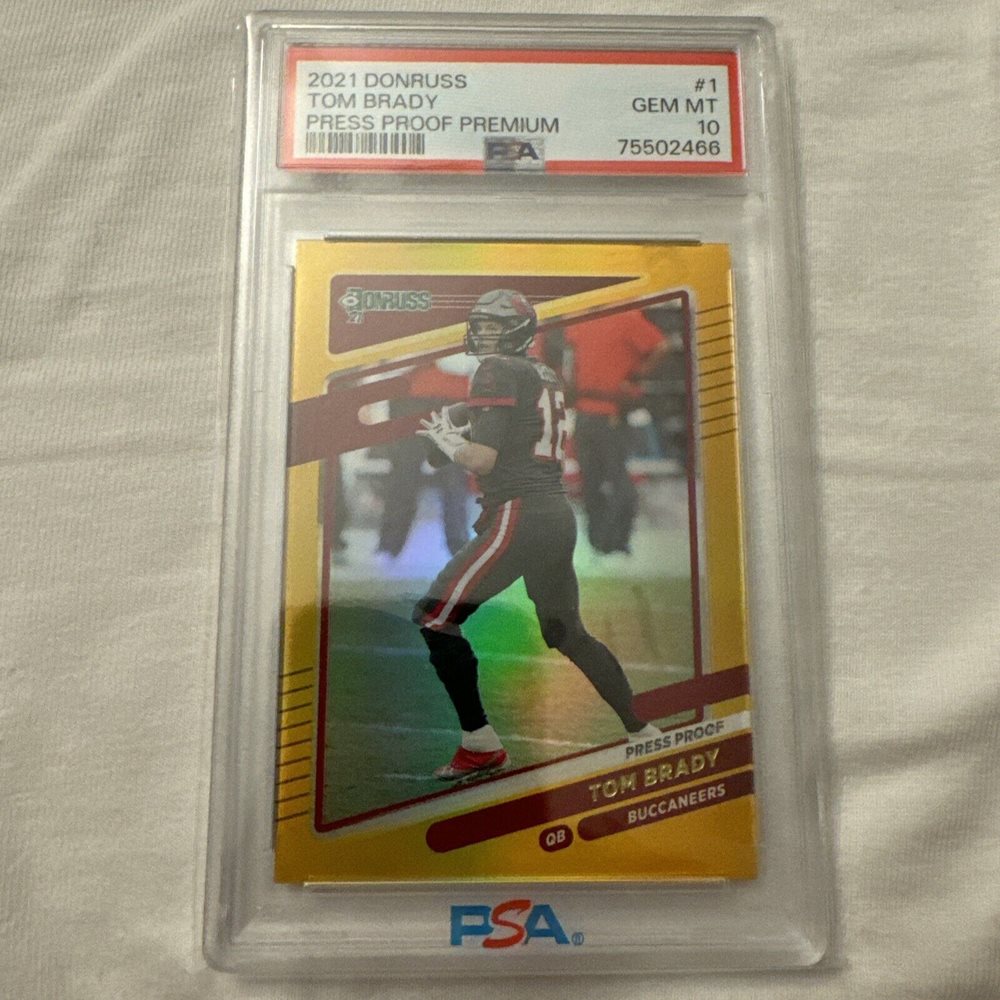 2021 DONRUSS #1
TOM BRADY GEM MT
PRESS PROOF PREMIUM 10
PSA 75502466
DONRUSS
21
12
PRESS PROOF
TOM BRADY
QB BUCCANEERS
PSA®